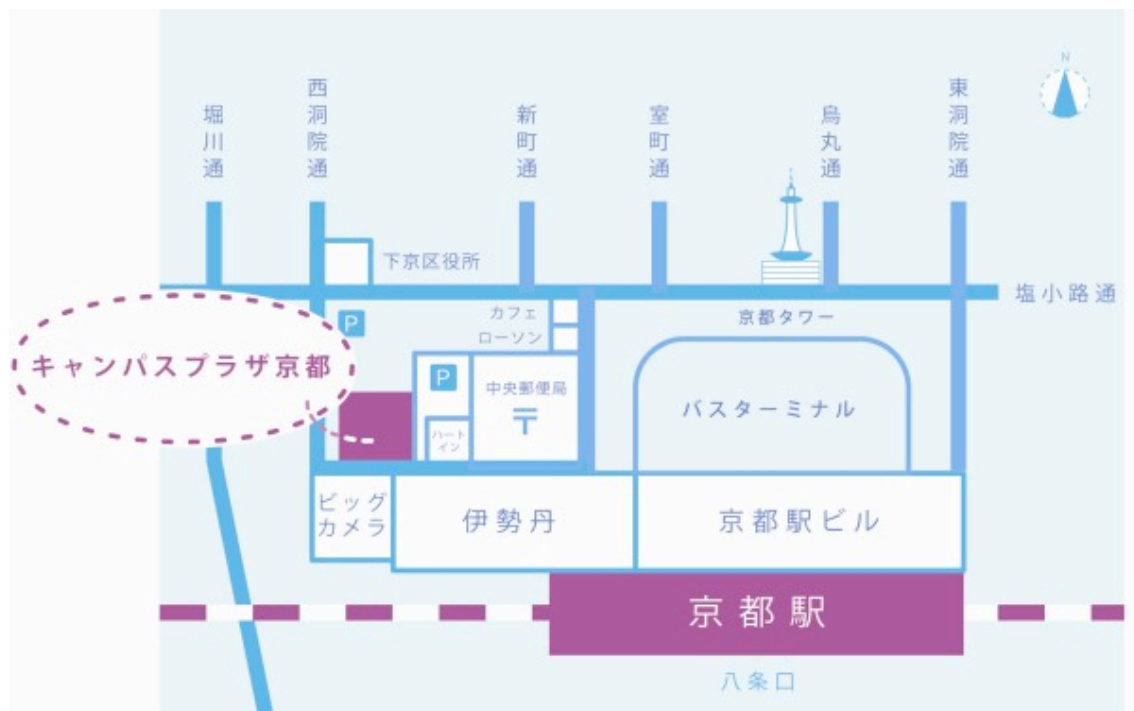 N
堀川通
西洞院通
新町通
室町通
烏丸通
東洞院通
下京区役所
塩小路通
カフェ
ローソン
京都タワー
P
キャンパスプラザ京都
P
中央郵便局
〒
バスターミナル
ハート
イン
ビッグ
カメラ
伊勢丹
京都駅ビル
京都駅
八条口